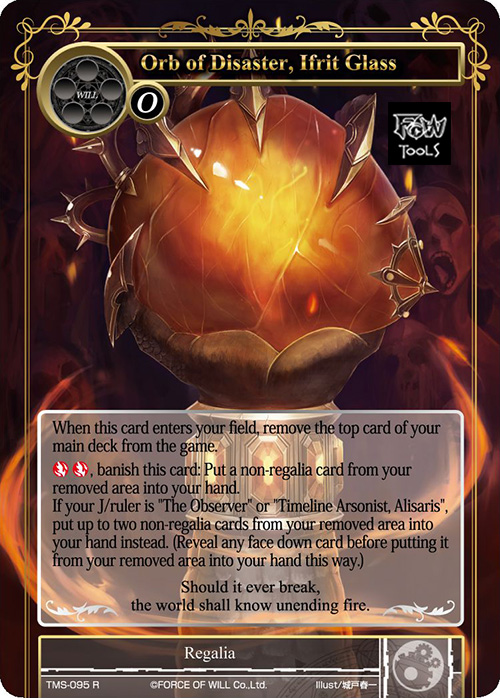 Orb of Disaster, Ifrit Glass
WILL
0
FOW
TOOLS
When this card enters your field, remove the top card of your
main deck from the game.
, banish this card: Put a non-regalia card from your
removed area into your hand.
If your J/ruler is "The Observer" or "Timeline Arsonist, Alisaris",
put up to two non-regalia cards from your removed area into
your hand instead. (Reveal any face down card before putting it
from your removed area into your hand this way.)
Should it ever break,
the world shall know unending fire.
Regalia
TMS-095 R ©FORCE OF WILL Co.,Ltd. Illust/城戸春一